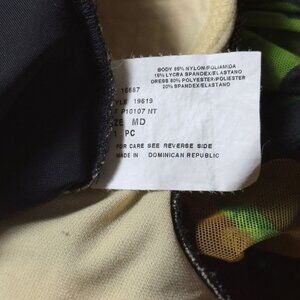 BODY 85% NYLON/POLIAMIDA
15% LYCRA SPANDEX/ELASTANO
DRESS 80% POLYESTER/POLIESTER
20% SPANDEX/ELASTANO
16687
YLE 19619
P10107 NT
ZE MD
1 PC
FOR CARE SEE REVERSE SIDE
MADE IN DOMINICAN REPUBLIC